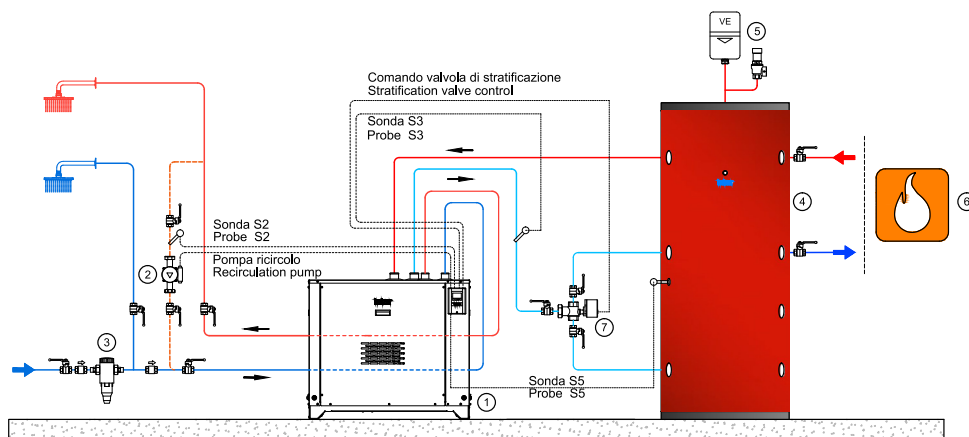 VE
5
Comando valvola di stratificazione
Stratification valve control
Sonda S3
Probe S3
4
6
Sonda S2
Probe S2
Pompa ricircolo
Recirculation pump
2
7
3
Sonda S5
Probe S5
1